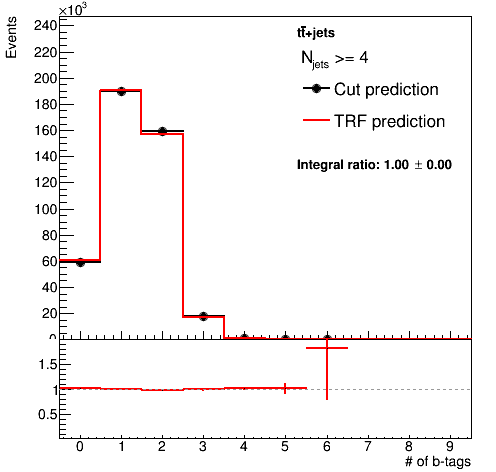 ×10³
Events
240
220
200
180
160
140
120
100
80
60
40
20
0
tt̄+jets
Njets >= 4
Cut prediction
TRF prediction
Integral ratio: 1.00 ± 0.00
1.5
1
0.5
0 1 2 3 4 5 6 7 8 9
# of b-tags